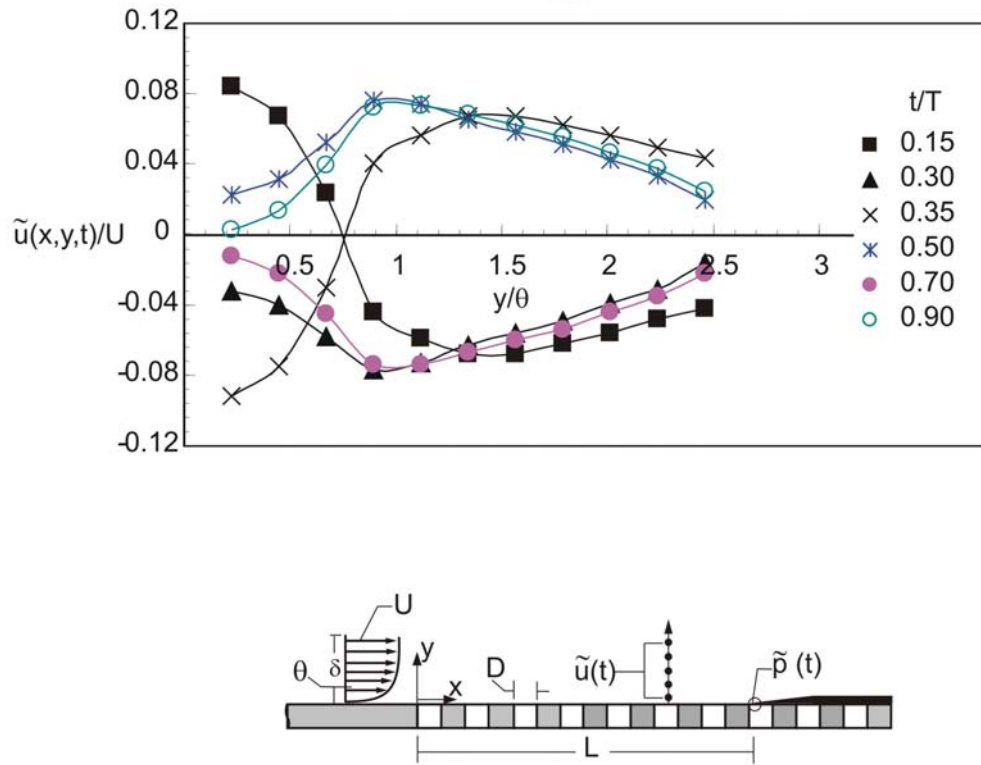 0.12
0.08
0.04
0
-0.04
-0.08
-0.12
ũ(x,y,t)/U
0.5
1
1.5
2
2.5
3
y/θ
t/T
0.15
0.30
0.35
0.50
0.70
0.90
U
θ
δ
y
x
D
ũ(t)
p̃ (t)
L